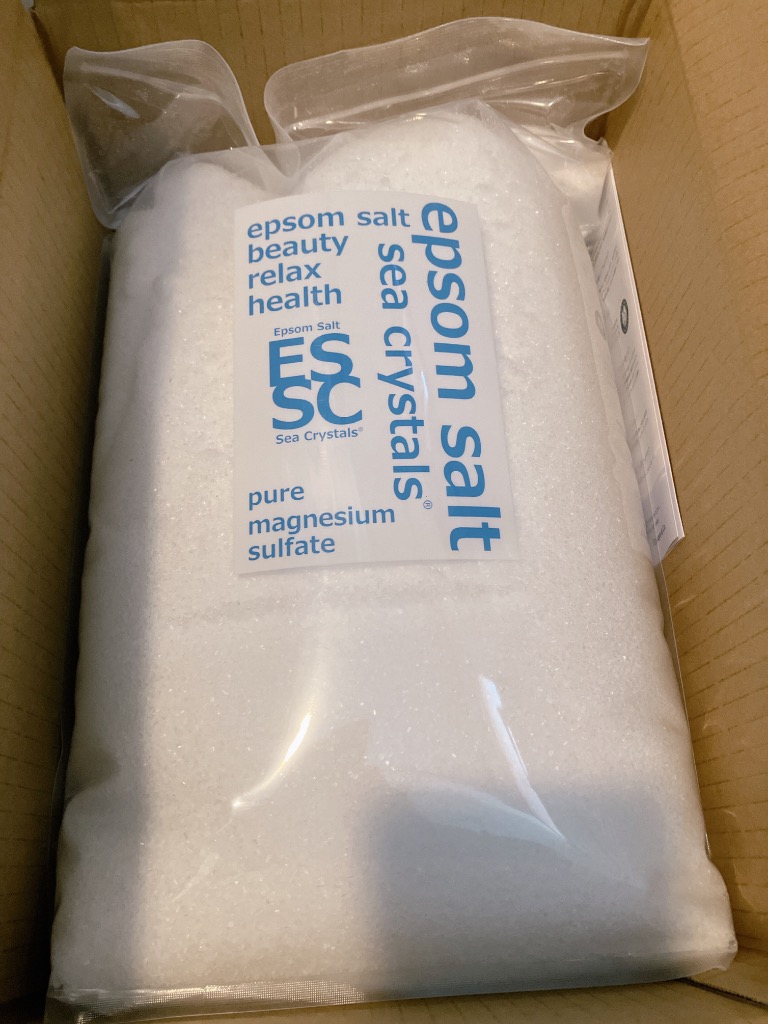 epsom salt
beauty
relax
health
Epsom Salt
ES
SC
Sea Crystals®
pure
magnesium
sulfate
epsom salt
sea crystals®